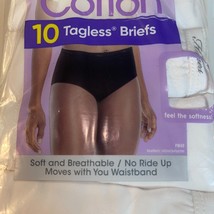 Cotton
10 Tagless® Briefs
feel the softness
Soft and Breathable / No Ride Up
Moves with You Waistband